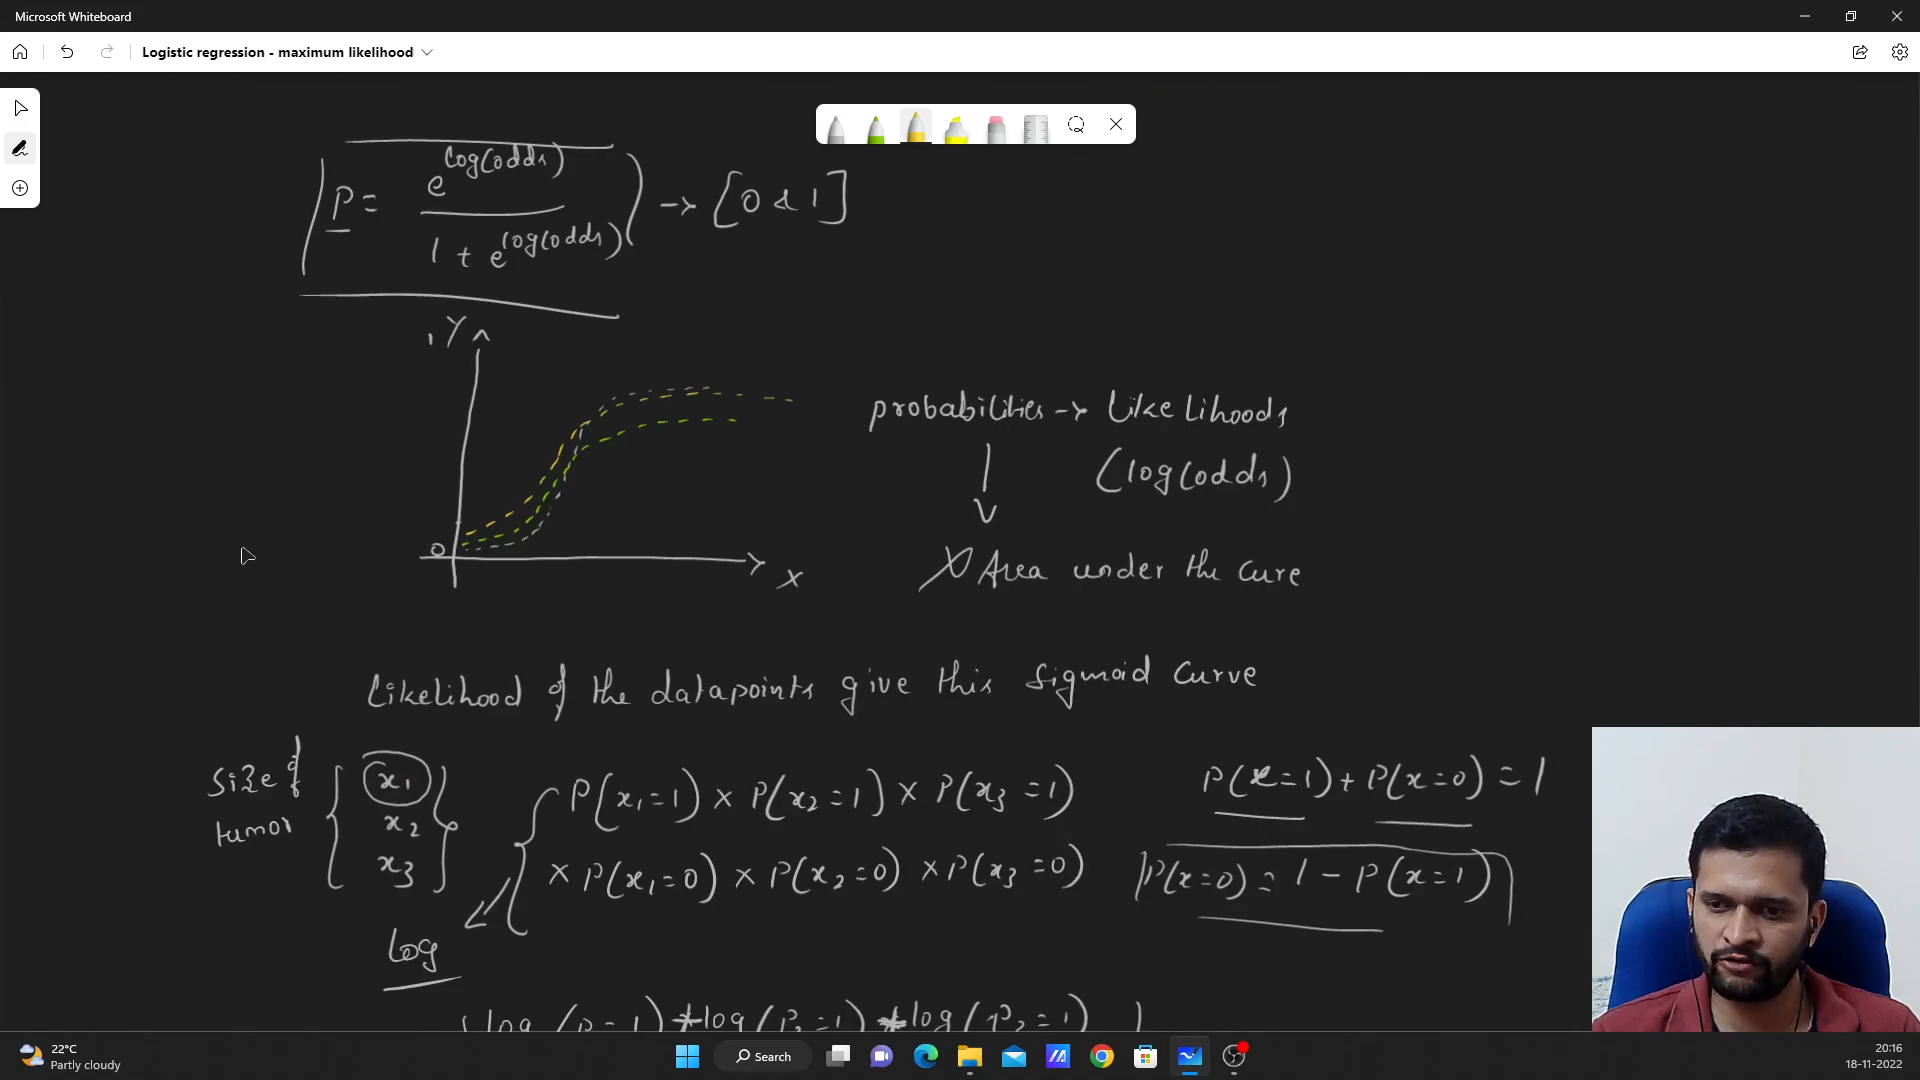 Microsoft Whiteboard
Logistic regression - maximum likelihood
P = e^log(odds) / 1 + e^log(odds) → [0 & 1]
Y
0
X
probabilities → Likelihoods
(log(odds)
X Area under the cure
Likelihood of the datapoints give this Sigmoid Curve
Size of tumor
x1
x2
x3
P(x1=1) × P(x2=1) × P(x3=1)
× P(x1=0) × P(x2=0) × P(x3=0)
P(x=1) + P(x=0) = 1
P(x=0) = 1 - P(x=1)
log
22°C
Partly cloudy
Search
20:16
18-11-2022